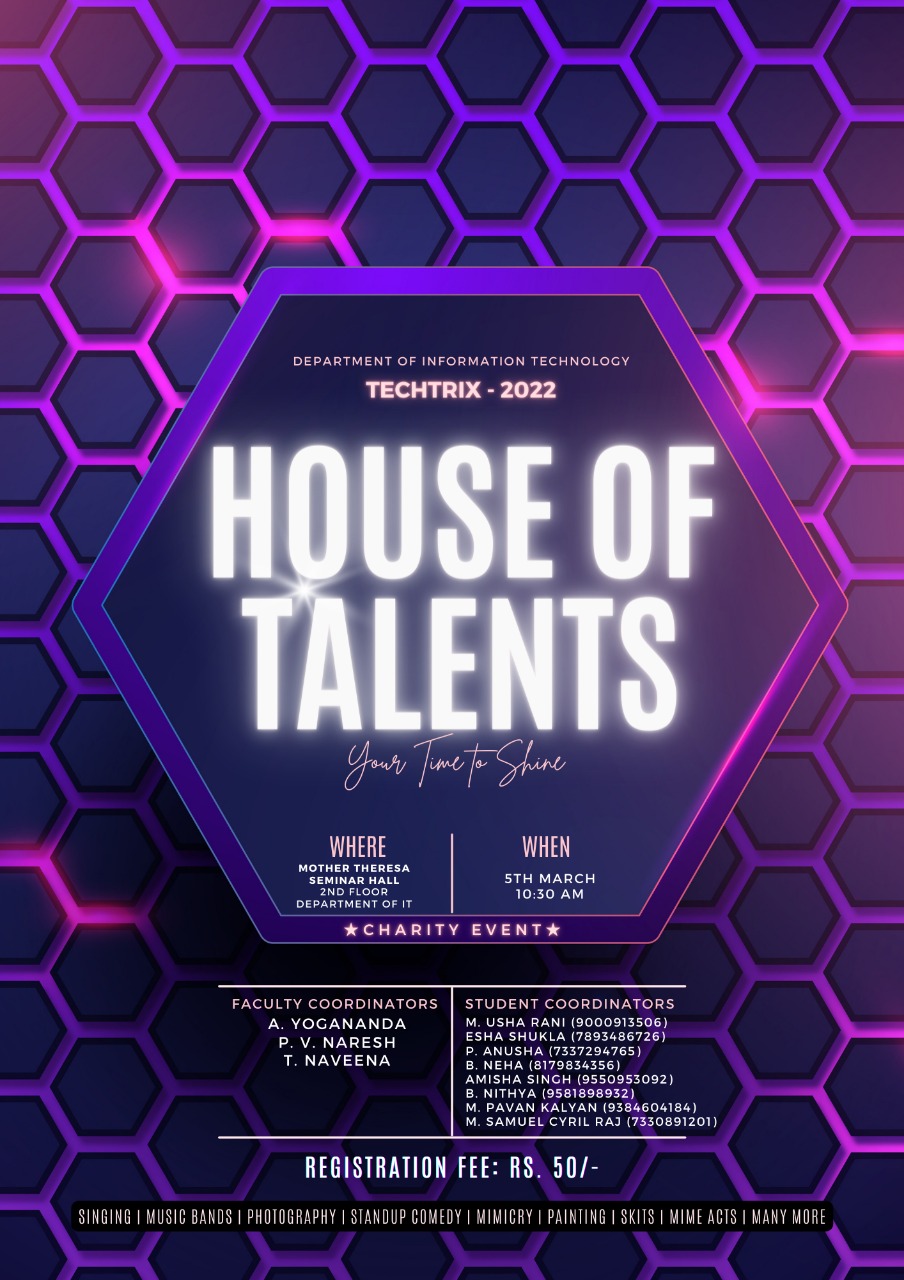 DEPARTMENT OF INFORMATION TECHNOLOGY
TECHTRIX - 2022
HOUSE OF
TALENTS
Your Time to Shine
WHERE
MOTHER THERESA
SEMINAR HALL
2ND FLOOR
DEPARTMENT OF IT
WHEN
5TH MARCH
10:30 AM
★CHARITY EVENT★
FACULTY COORDINATORS
A. YOGANANDA
P. V. NARESH
T. NAVEENA
STUDENT COORDINATORS
M. USHA RANI (9000913506)
ESHA SHUKLA (7893486726)
P. ANUSHA (7337294765)
B. NEHA (8179834356)
AMISHA SINGH (9550953092)
B. NITHYA (9581898932)
M. PAVAN KALYAN (9384604184)
M. SAMUEL CYRIL RAJ (7330891201)
REGISTRATION FEE: RS. 50/-
SINGING | MUSIC BANDS | PHOTOGRAPHY | STANDUP COMEDY | MIMICRY | PAINTING | SKITS | MIME ACTS | MANY MORE